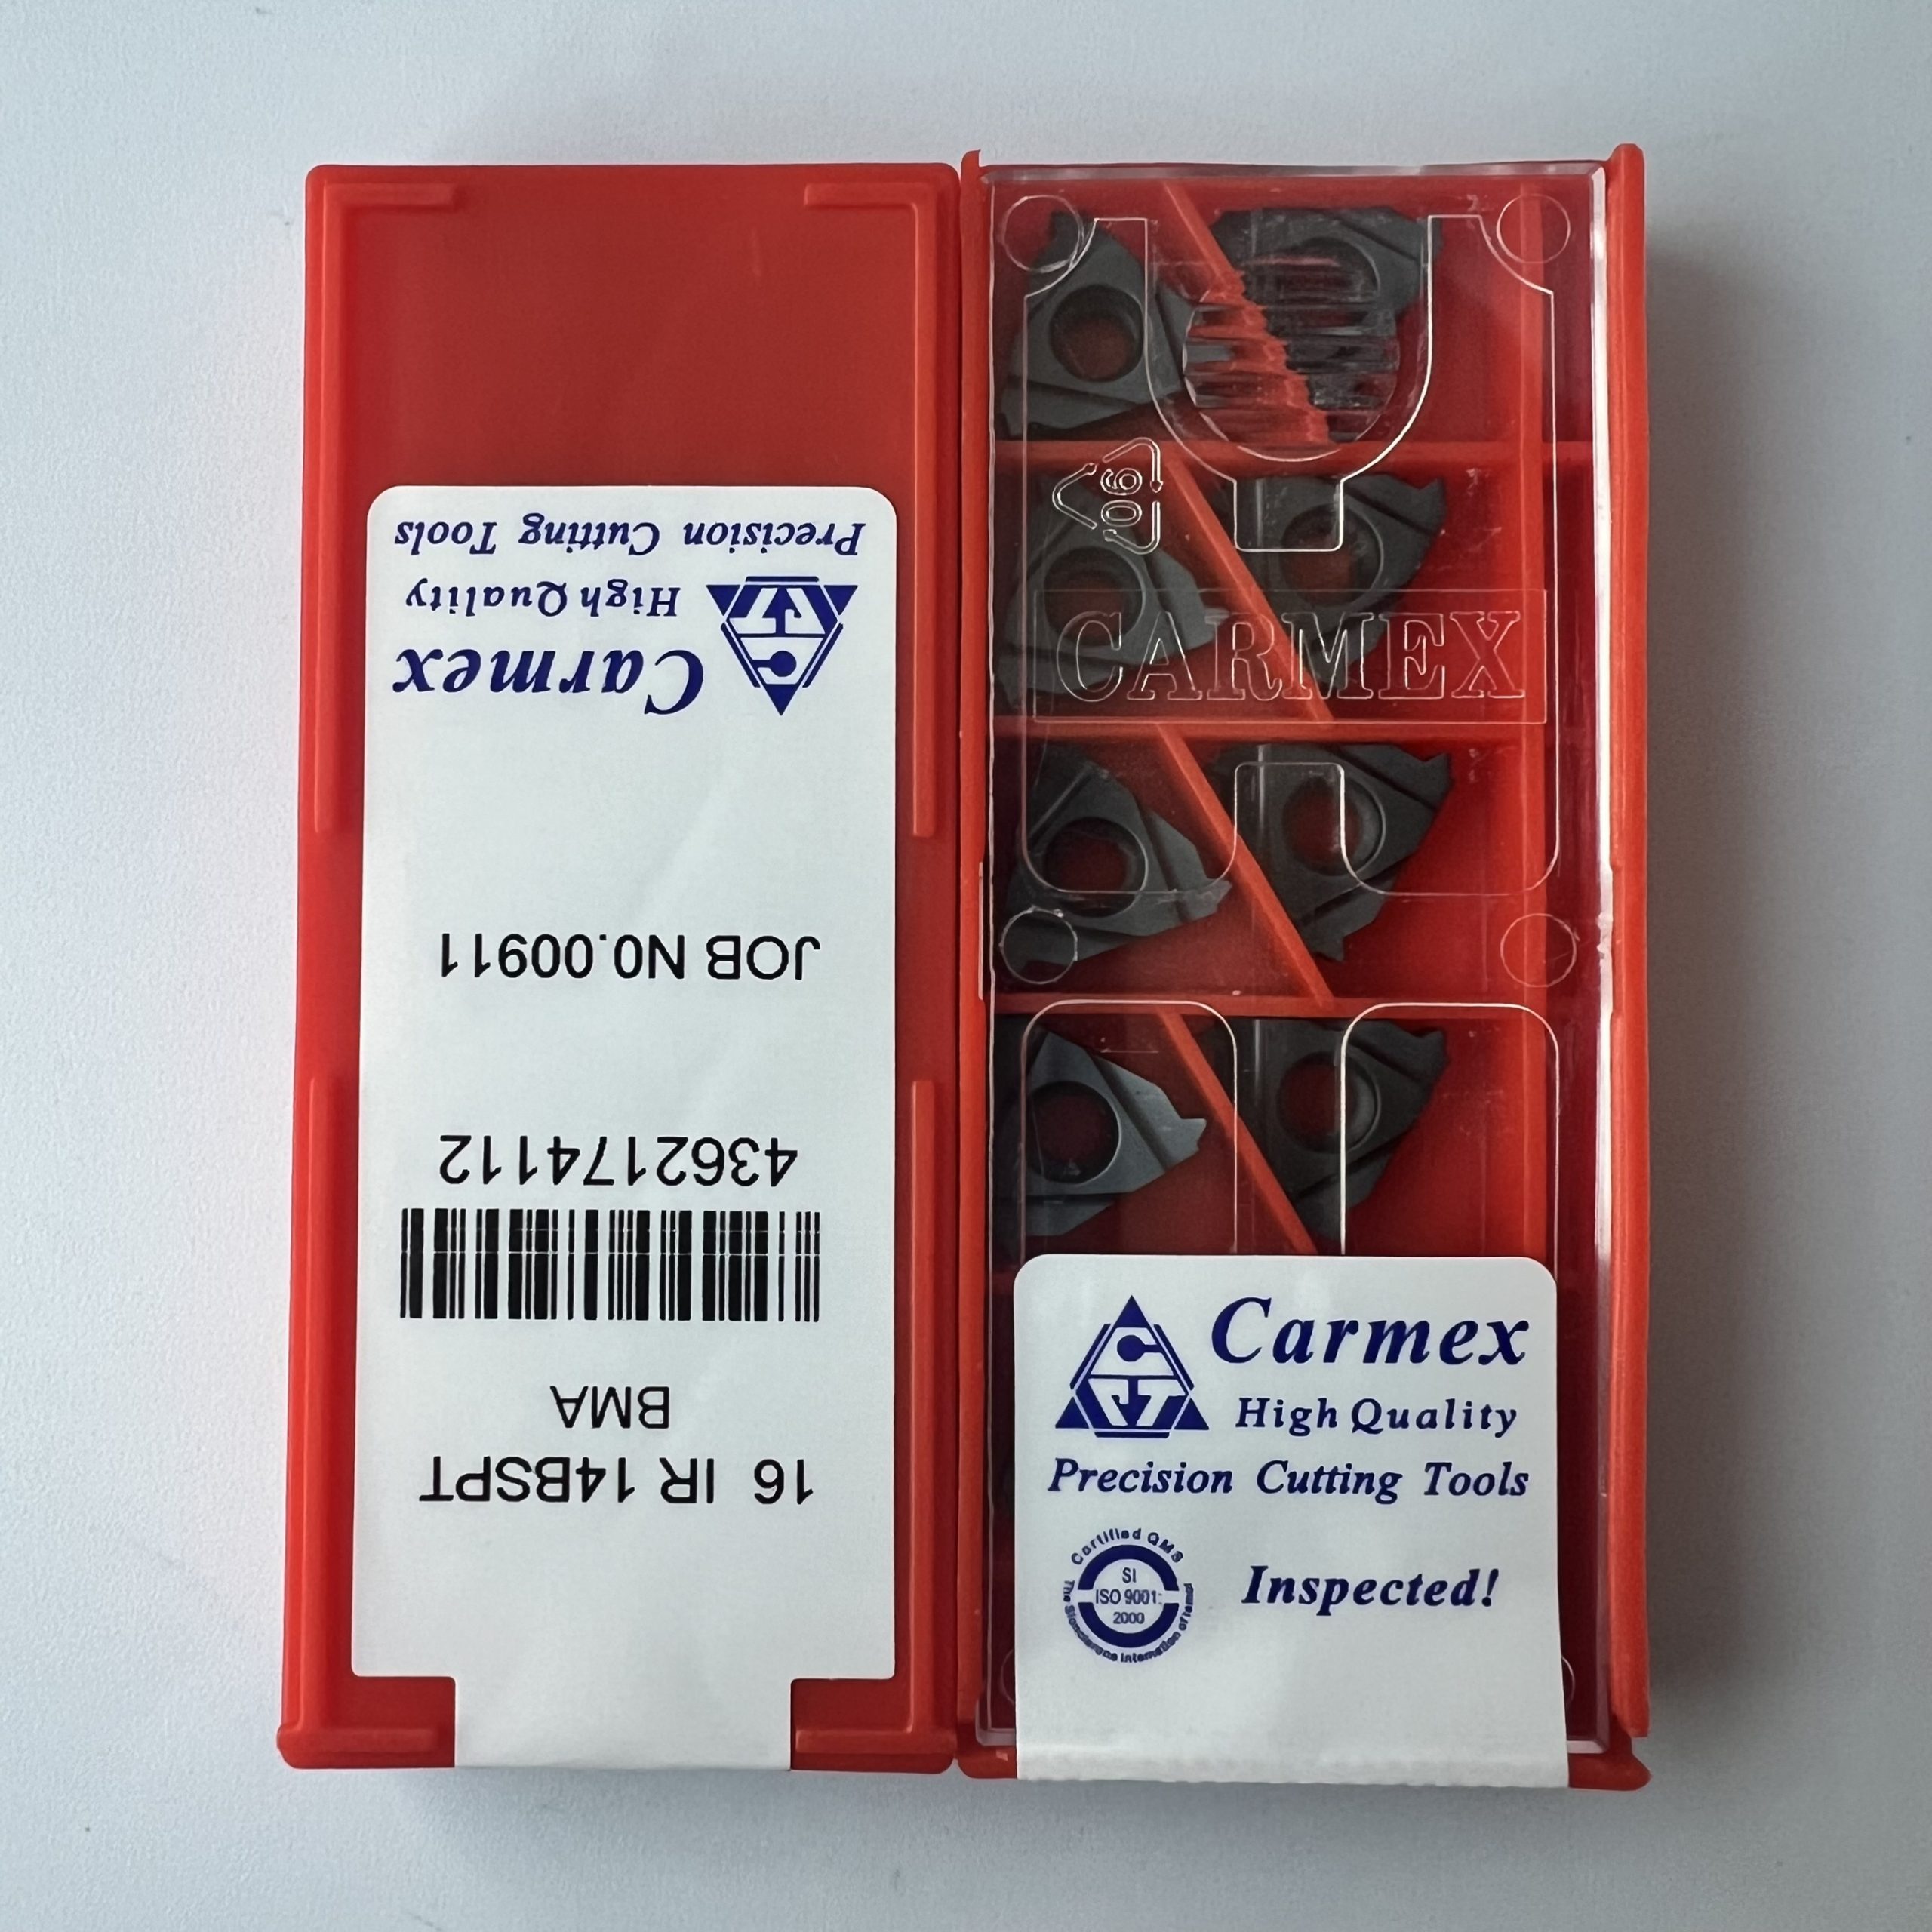 Carmex
High Quality
Precision Cutting Tools
JOB N0.00911
4362174112
BMA
16 IR 14BSPT
06
CARMEX
Carmex
High Quality
Precision Cutting Tools
Certified QMS
SI
ISO 9001:
2000
Inspected!